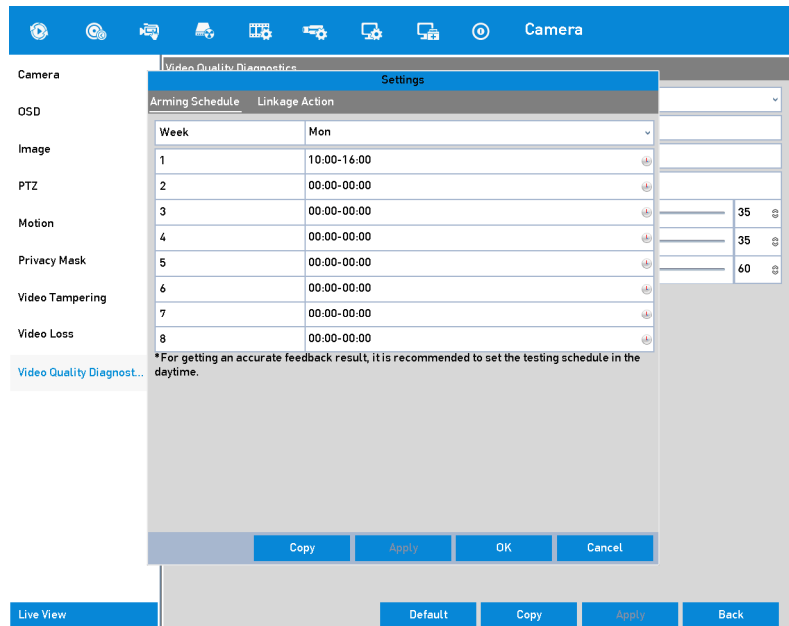 Camera
Camera
OSD
Image
PTZ
Motion
Privacy Mask
Video Tampering
Video Loss
Video Quality Diagnost...
Live View
Video Quality Diagnostics
Settings
Arming Schedule Linkage Action
Week Mon
1 10:00-16:00
2 00:00-00:00
3 00:00-00:00
4 00:00-00:00
5 00:00-00:00
6 00:00-00:00
7 00:00-00:00
8 00:00-00:00
*For getting an accurate feedback result, it is recommended to set the testing schedule in the
daytime.
Copy Apply OK Cancel
35
35
60
Default Copy Apply Back